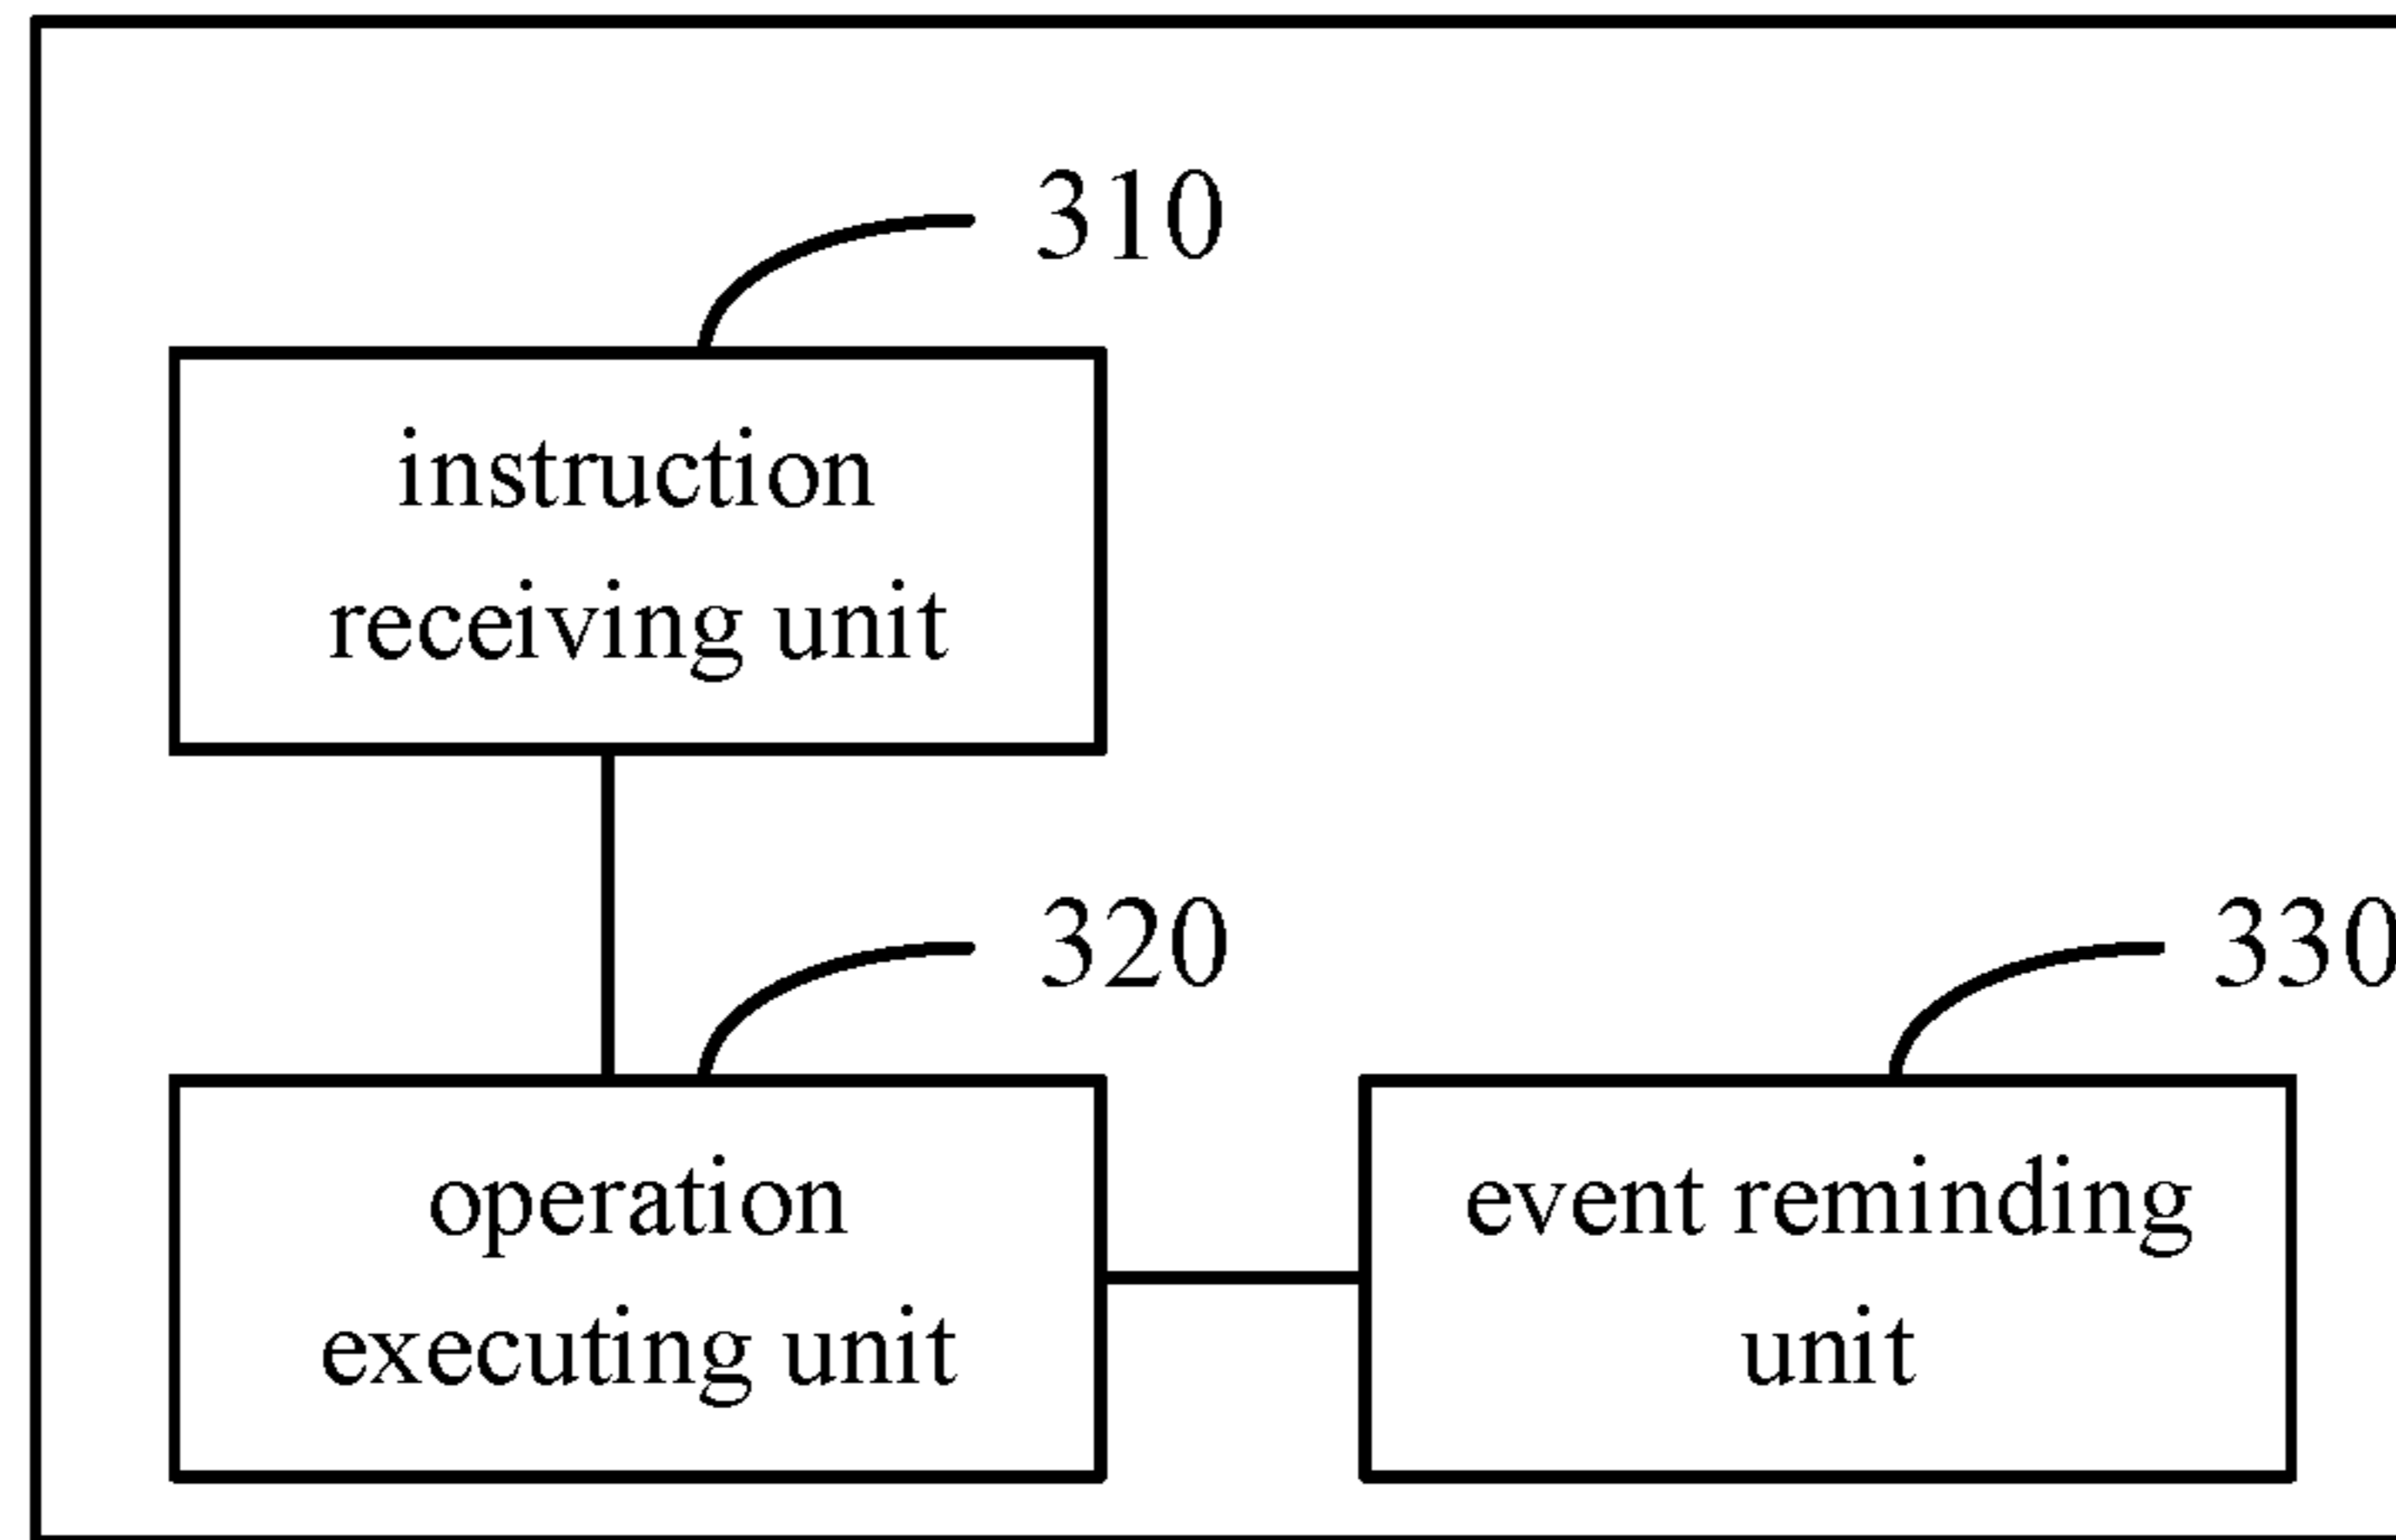 310
instruction
receiving unit
320
330
operation
executing unit
event reminding
unit